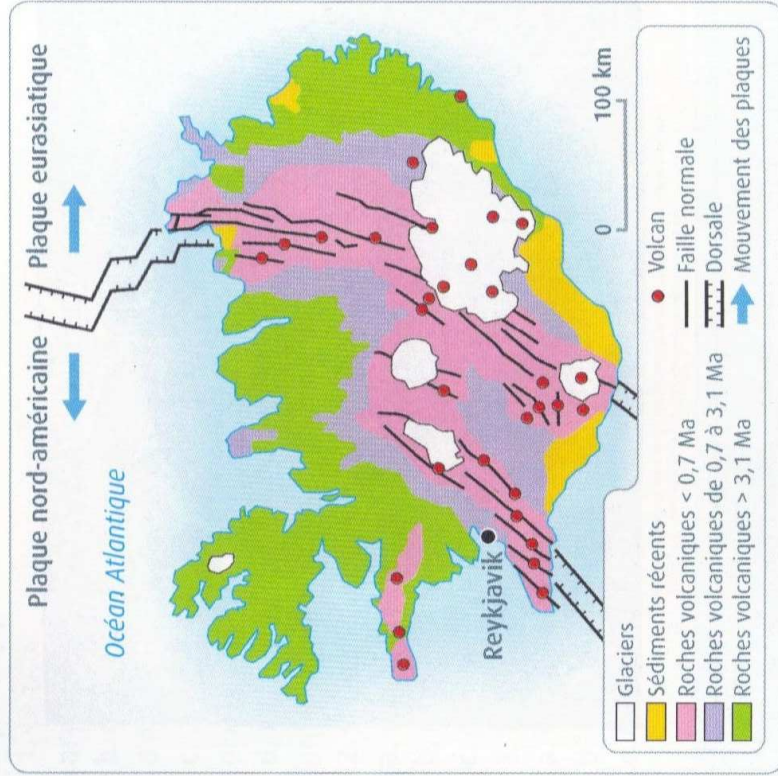 Plaque nord-américaine
Plaque eurasiatique
Océan Atlantique
Reykjavik
0
100 km
Glaciers
Sédiments récents
Roches volcaniques < 0,7 Ma
Roches volcaniques de 0,7 à 3,1 Ma
Roches volcaniques > 3,1 Ma
Volcan
Faille normale
Dorsale
Mouvement des plaques